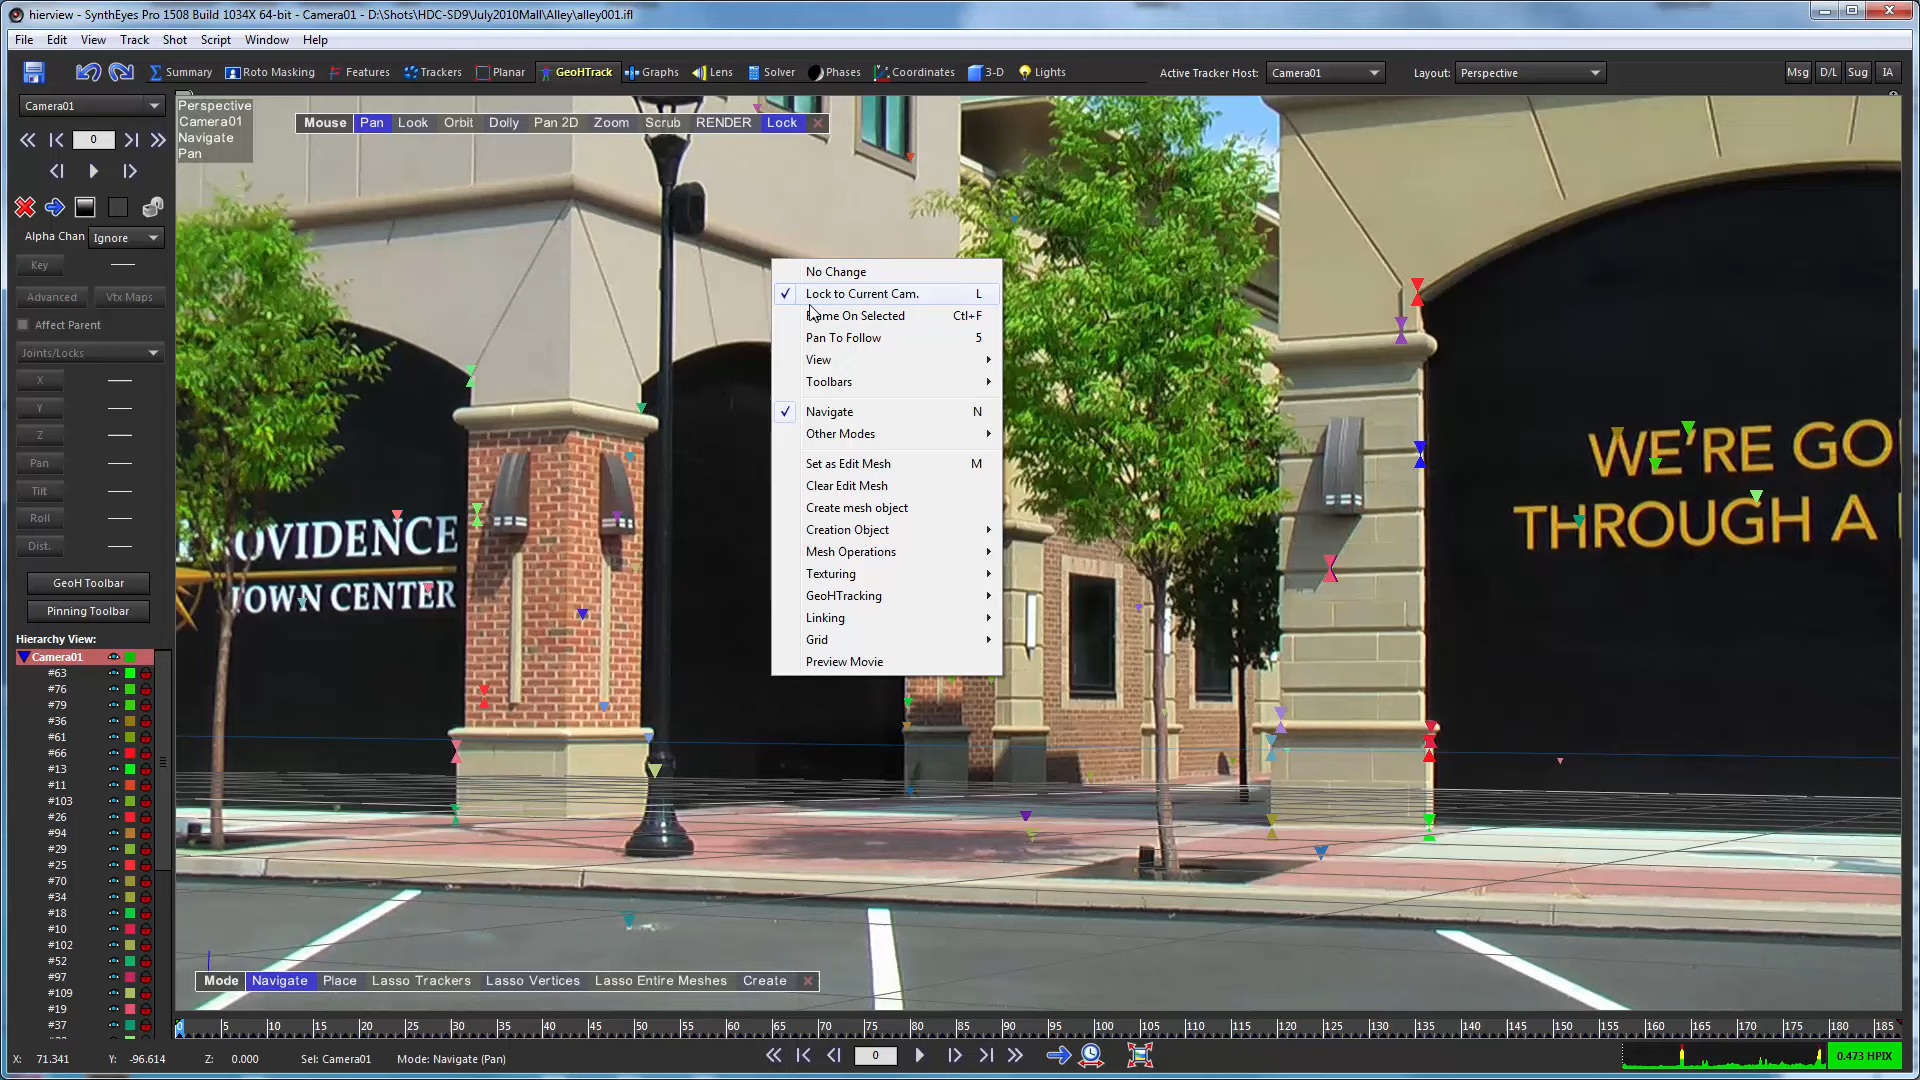 hierview - SynthEyes Pro 1508 Build 1034X 64-bit - Camera01 - D:\Shots\HDC-SD9\July2010Mall\Alley\alley001.ifl
File Edit View Track Shot Script Window Help
Summary Roto Masking Features Trackers Planar GeoHTrack Graphs Lens Solver Phases Coordinates 3-D Lights Active Tracker Host: Camera01 Layout: Perspective Msg D/L Sug IA
Camera01
0
Alpha Chan Ignore
Key
Advanced Vtx Maps
Affect Parent
Joints/Locks
X
Y
Z
Pan
Tilt
Roll
Dist.
GeoH Toolbar
Pinning Toolbar
Hierarchy View:
Camera01
#63
#76
#79
#36
#61
#66
#13
#11
#103
#26
#94
#29
#25
#70
#34
#18
#10
#102
#52
#97
#109
#19
#37
Perspective
Camera01
Navigate
Pan
Mouse Pan Look Orbit Dolly Pan 2D Zoom Scrub RENDER Lock X
No Change
Lock to Current Cam. L
Frame On Selected Ctl+F
Pan To Follow 5
View
Toolbars
Navigate N
Other Modes
Set as Edit Mesh M
Clear Edit Mesh
Create mesh object
Creation Object
Mesh Operations
Texturing
GeoHTracking
Linking
Grid
Preview Movie
PROVIDENCE
TOWN CENTER
WE'RE GO
THROUGH A
Mode Navigate Place Lasso Trackers Lasso Vertices Lasso Entire Meshes Create X
0 5 10 15 20 25 30 35 40 45 50 55 60 65 70 75 80 85 90 95 100 105 110 115 120 125 130 135 140 145 150 155 160 165 170 175 180 185
X: 71.341 Y: -96.614 Z: 0.000 Sel: Camera01 Mode: Navigate (Pan) 0 0.473 HPIX